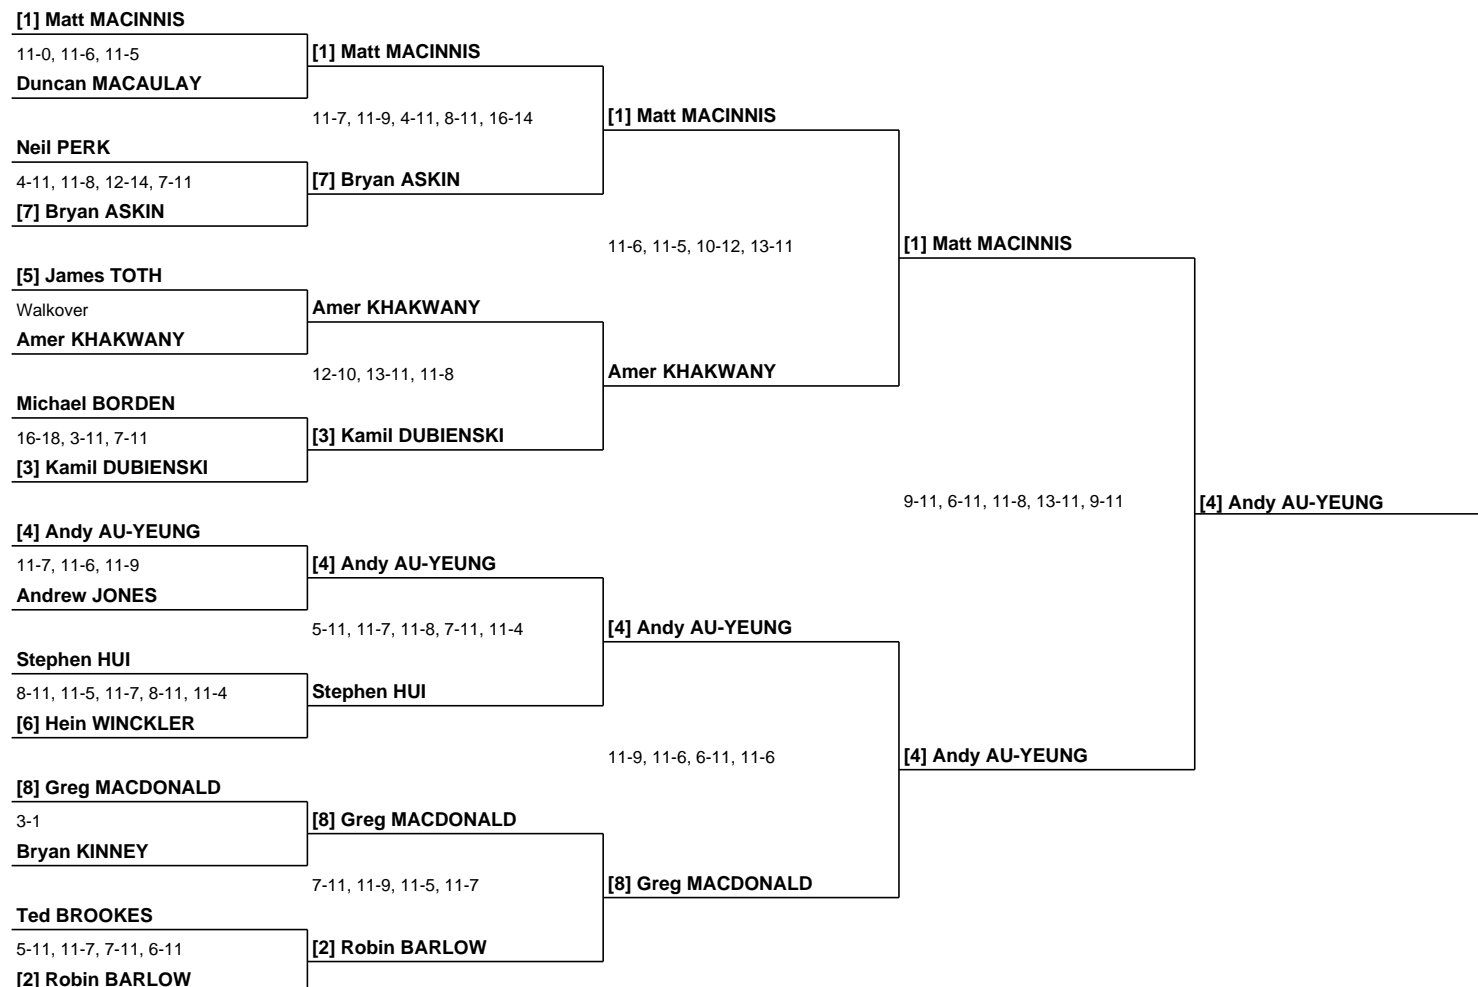 [1] Matt MACINNIS
11-0, 11-6, 11-5
Duncan MACAULAY
Neil PERK
4-11, 11-8, 12-14, 7-11
[7] Bryan ASKIN
[5] James TOTH
Walkover
Amer KHAKWANY
Michael BORDEN
16-18, 3-11, 7-11
[3] Kamil DUBIENSKI
[4] Andy AU-YEUNG
11-7, 11-6, 11-9
Andrew JONES
Stephen HUI
8-11, 11-5, 11-7, 8-11, 11-4
[6] Hein WINCKLER
[8] Greg MACDONALD
3-1
Bryan KINNEY
Ted BROOKES
5-11, 11-7, 7-11, 6-11
[2] Robin BARLOW
[1] Matt MACINNIS
11-7, 11-9, 4-11, 8-11, 16-14
[7] Bryan ASKIN
Amer KHAKWANY
12-10, 13-11, 11-8
[3] Kamil DUBIENSKI
[4] Andy AU-YEUNG
5-11, 11-7, 11-8, 7-11, 11-4
Stephen HUI
[8] Greg MACDONALD
7-11, 11-9, 11-5, 11-7
[2] Robin BARLOW
[1] Matt MACINNIS
11-6, 11-5, 10-12, 13-11
Amer KHAKWANY
[4] Andy AU-YEUNG
11-9, 11-6, 6-11, 11-6
[8] Greg MACDONALD
[1] Matt MACINNIS
9-11, 6-11, 11-8, 13-11, 9-11
[4] Andy AU-YEUNG
[4] Andy AU-YEUNG